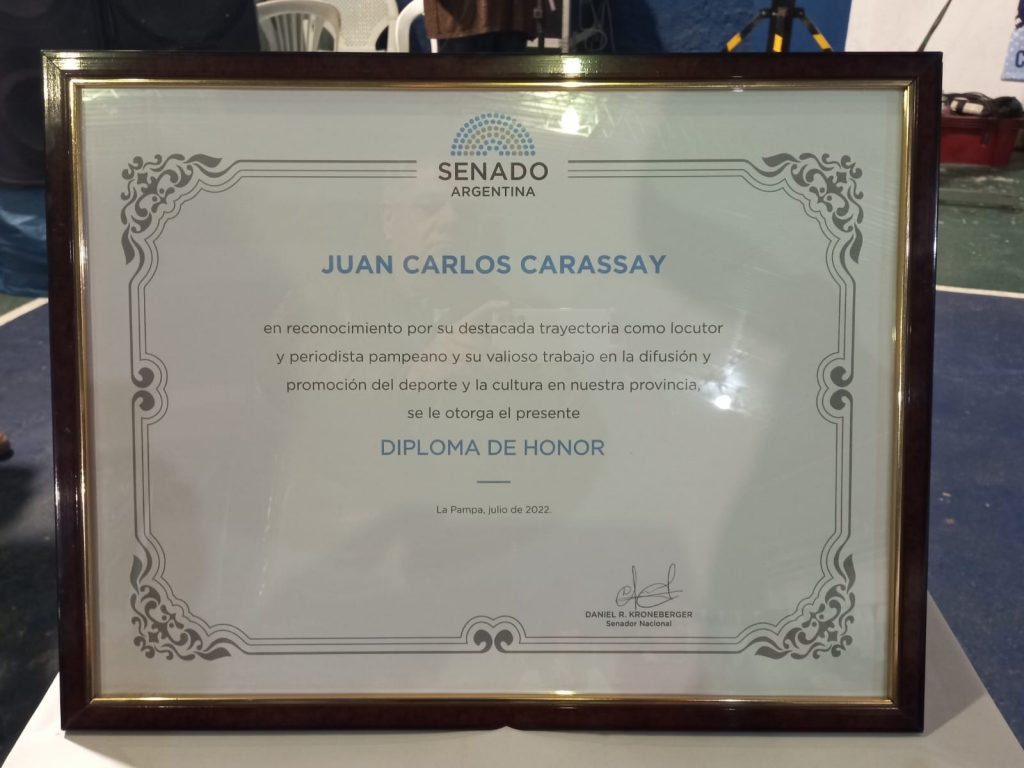 SENADO
ARGENTINA
JUAN CARLOS CARASSAY
en reconocimiento por su destacada trayectoria como locutor
y periodista pampeano y su valioso trabajo en la difusión y
promoción del deporte y la cultura en nuestra provincia,
se le otorga el presente
DIPLOMA DE HONOR
La Pampa, julio de 2022.
DANIEL R. KRONEBERGER
Senador Nacional